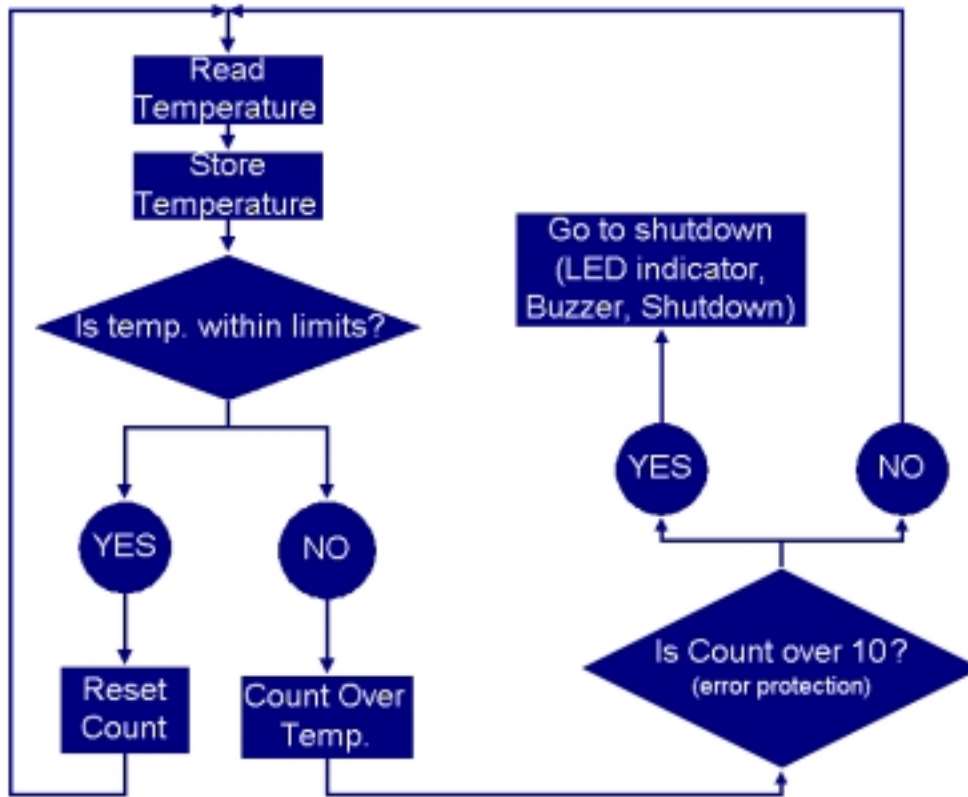 Read
Temperature
Store
Temperature
Is temp. within limits?
YES
NO
Reset
Count
Count Over
Temp.
Go to shutdown
(LED indicator,
Buzzer, Shutdown)
YES
NO
Is Count over 10?
(error protection)